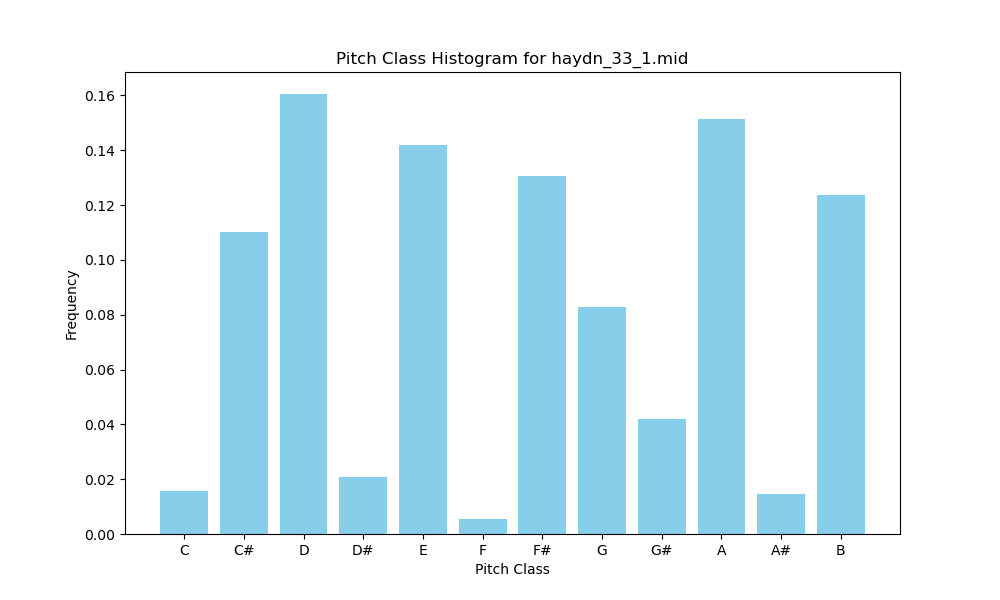 Pitch Class Histogram for haydn_33_1.mid
0.16
0.14
0.12
0.10
0.08
0.06
0.04
0.02
0.00
Frequency
C C# D D# E F F# G G# A A# B
Pitch Class